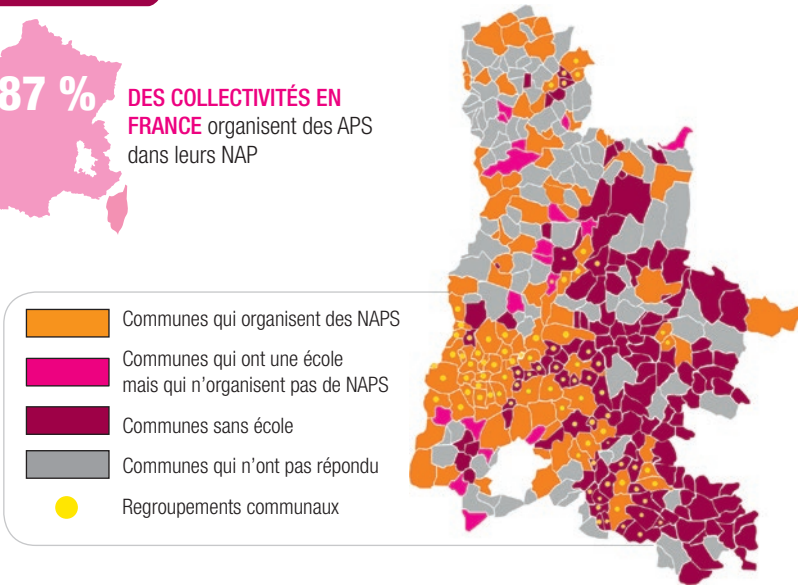 87 %
DES COLLECTIVITÉS EN
FRANCE organisent des APS
dans leurs NAP
Communes qui organisent des NAPS
Communes qui ont une école
mais qui n'organisent pas de NAPS
Communes sans école
Communes qui n'ont pas répondu
Regroupements communaux